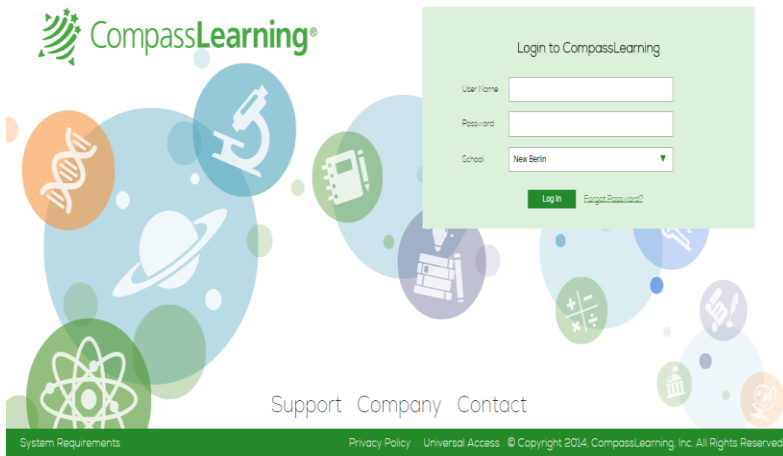 CompassLearning®
Login to CompassLearning
User Name
Password
School New Berlin
Log In Forgot Password?
Support Company Contact
System Requirements Privacy Policy Universal Access © Copyright 2014, CompassLearning, Inc. All Rights Reserved